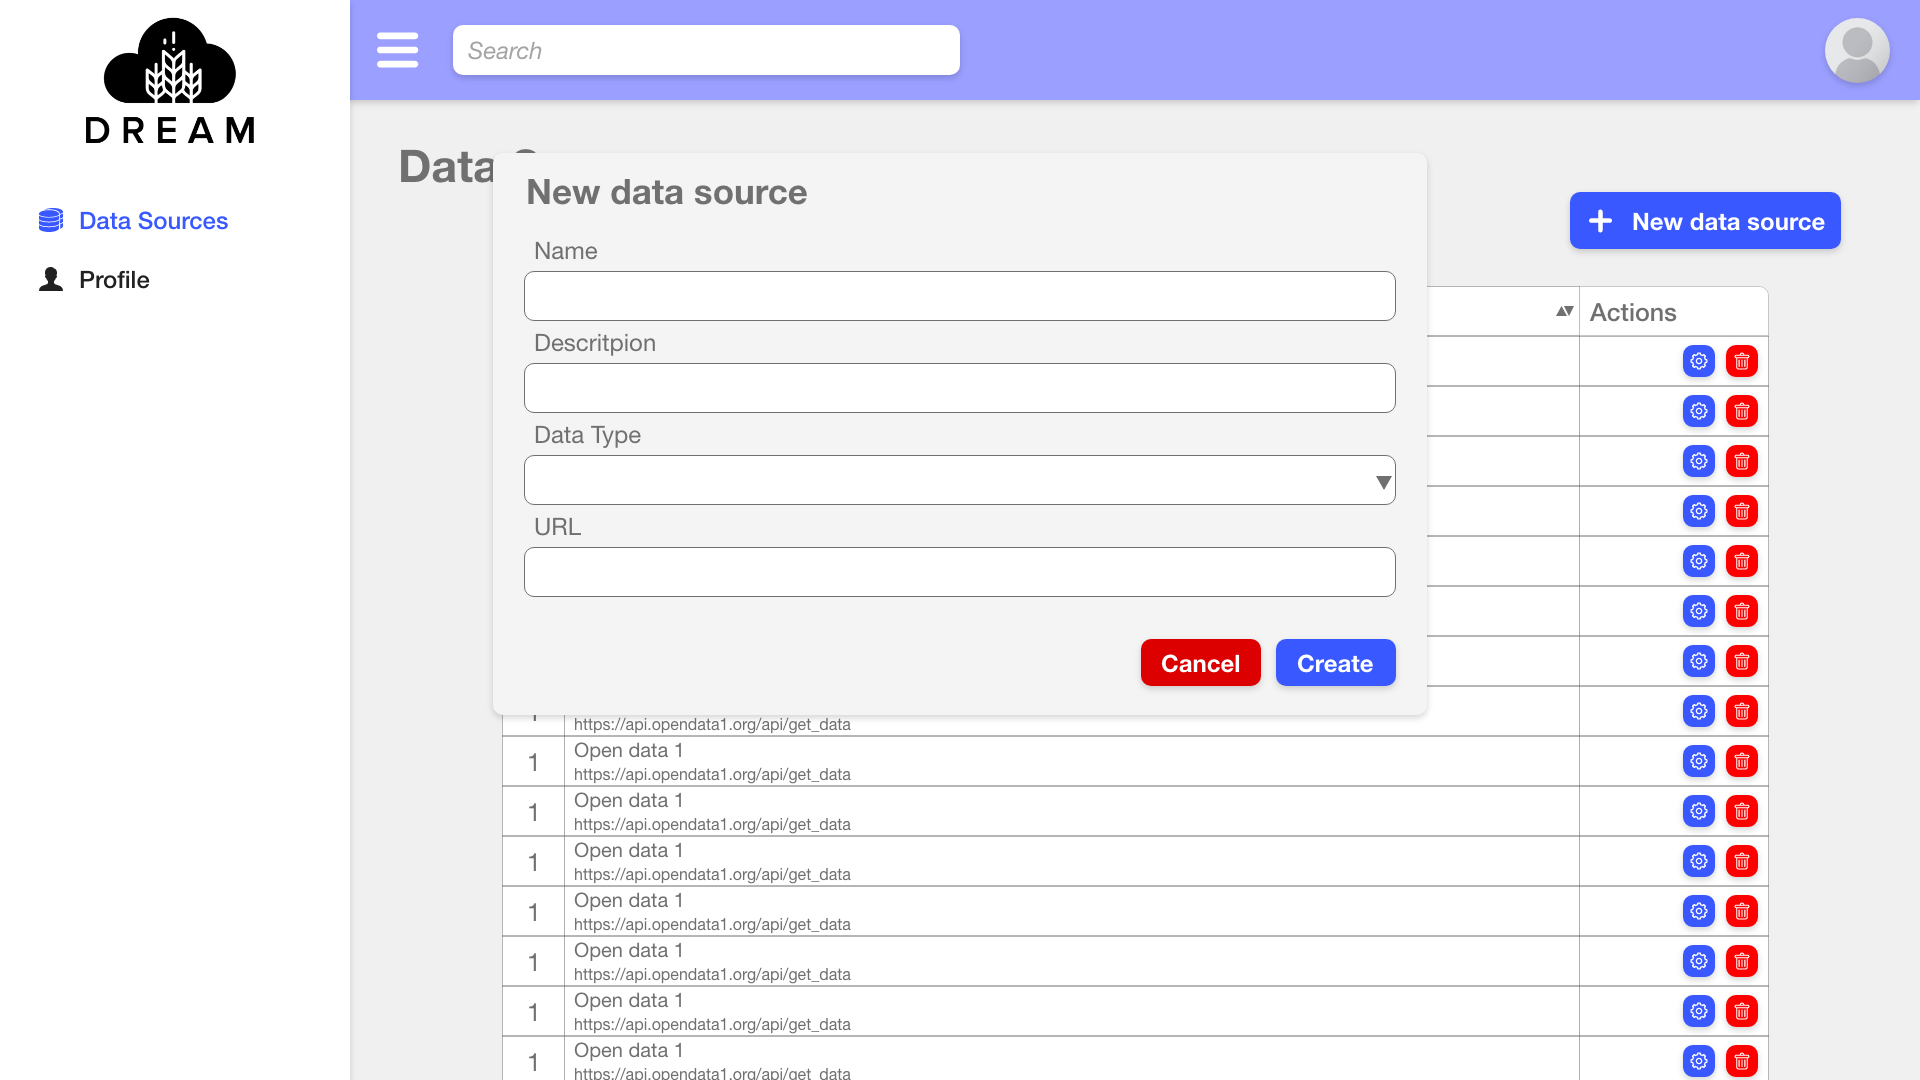 DREAM
Data Sources
Profile
Search
Data
New data source
New data source
Name
Descritpion
Data Type
URL
Cancel
Create
Actions
1
https://api.opendata1.org/api/get_data
1
Open data 1
https://api.opendata1.org/api/get_data
1
Open data 1
https://api.opendata1.org/api/get_data
1
Open data 1
https://api.opendata1.org/api/get_data
1
Open data 1
https://api.opendata1.org/api/get_data
1
Open data 1
https://api.opendata1.org/api/get_data
1
Open data 1
https://api.opendata1.org/api/get_data
1
Open data 1
https://api.opendata1.org/api/get_data